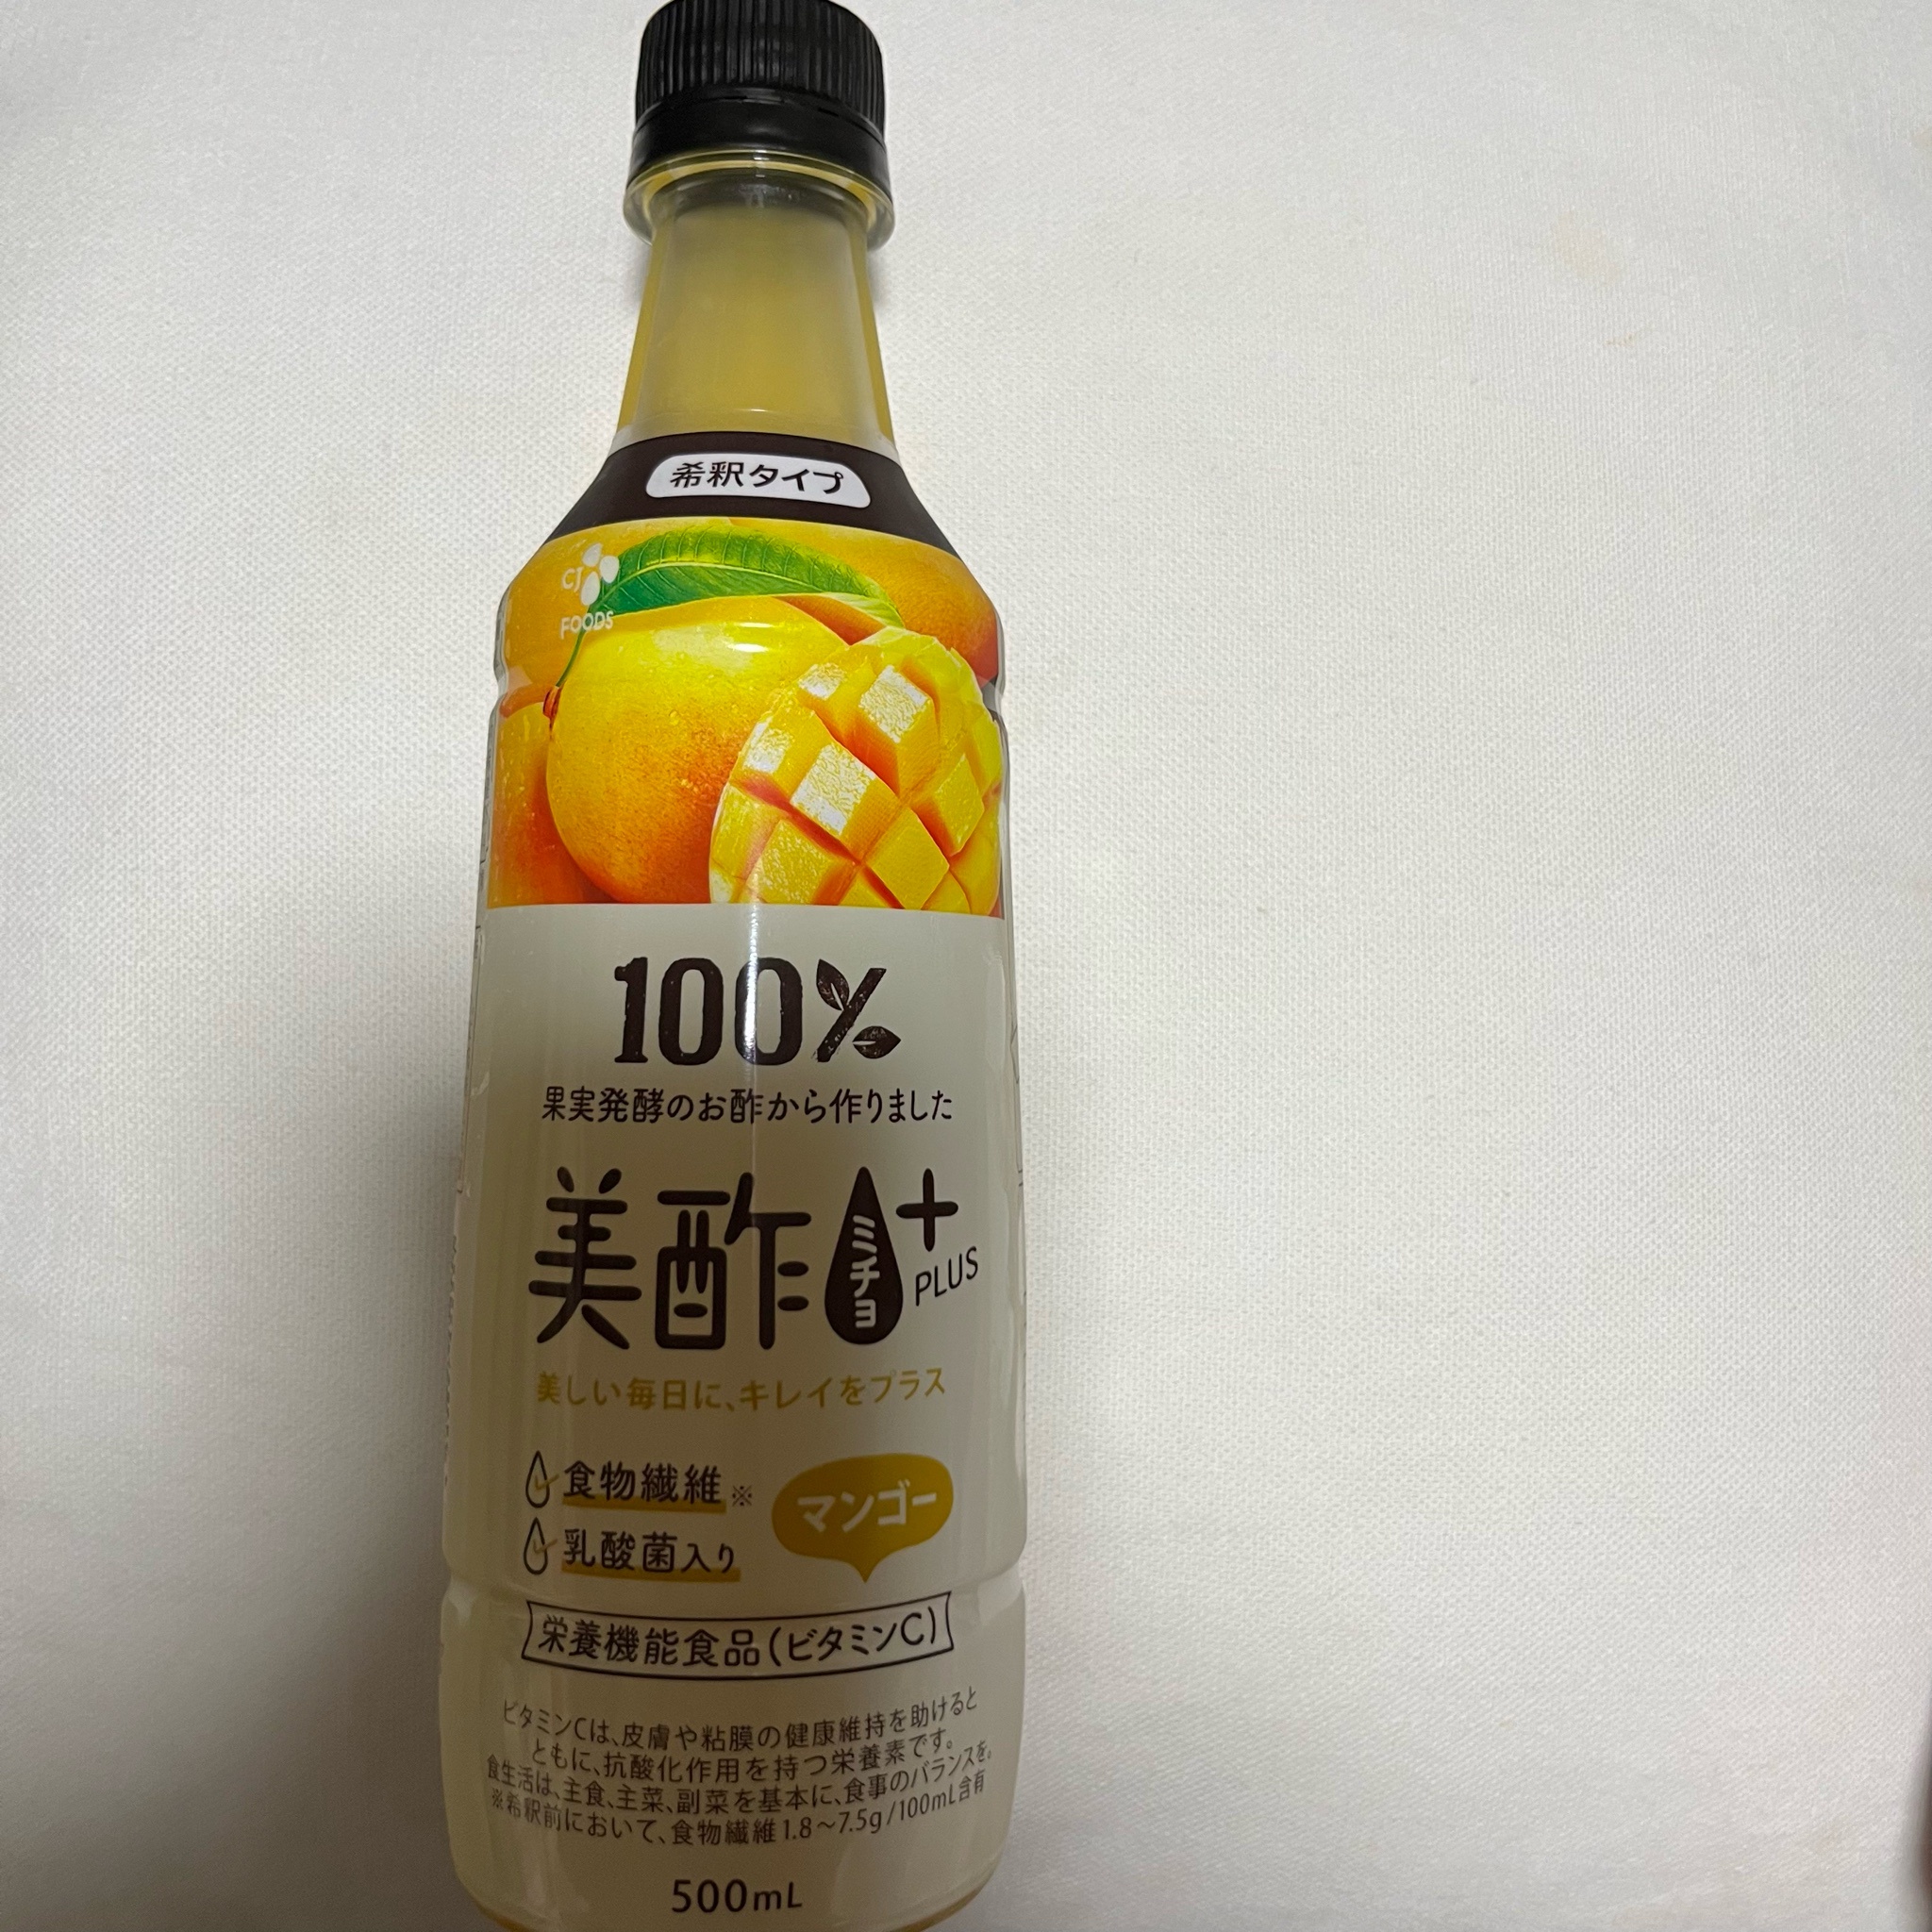 希釈タイプ
CJ
FOODS
100%
果実発酵のお酢から作りました
美酢
ミチョ
+
PLUS
美しい毎日に、キレイをプラス
食物繊維※
乳酸菌入り
マンゴー
栄養機能食品(ビタミンC)
ビタミンCは、皮膚や粘膜の健康維持を助けると
ともに、抗酸化作用を持つ栄養素です。
食生活は、主食、主菜、副菜を基本に、食事のバランスを。
※希釈前において、食物繊維1.8～7.5g/100mL含有
500mL